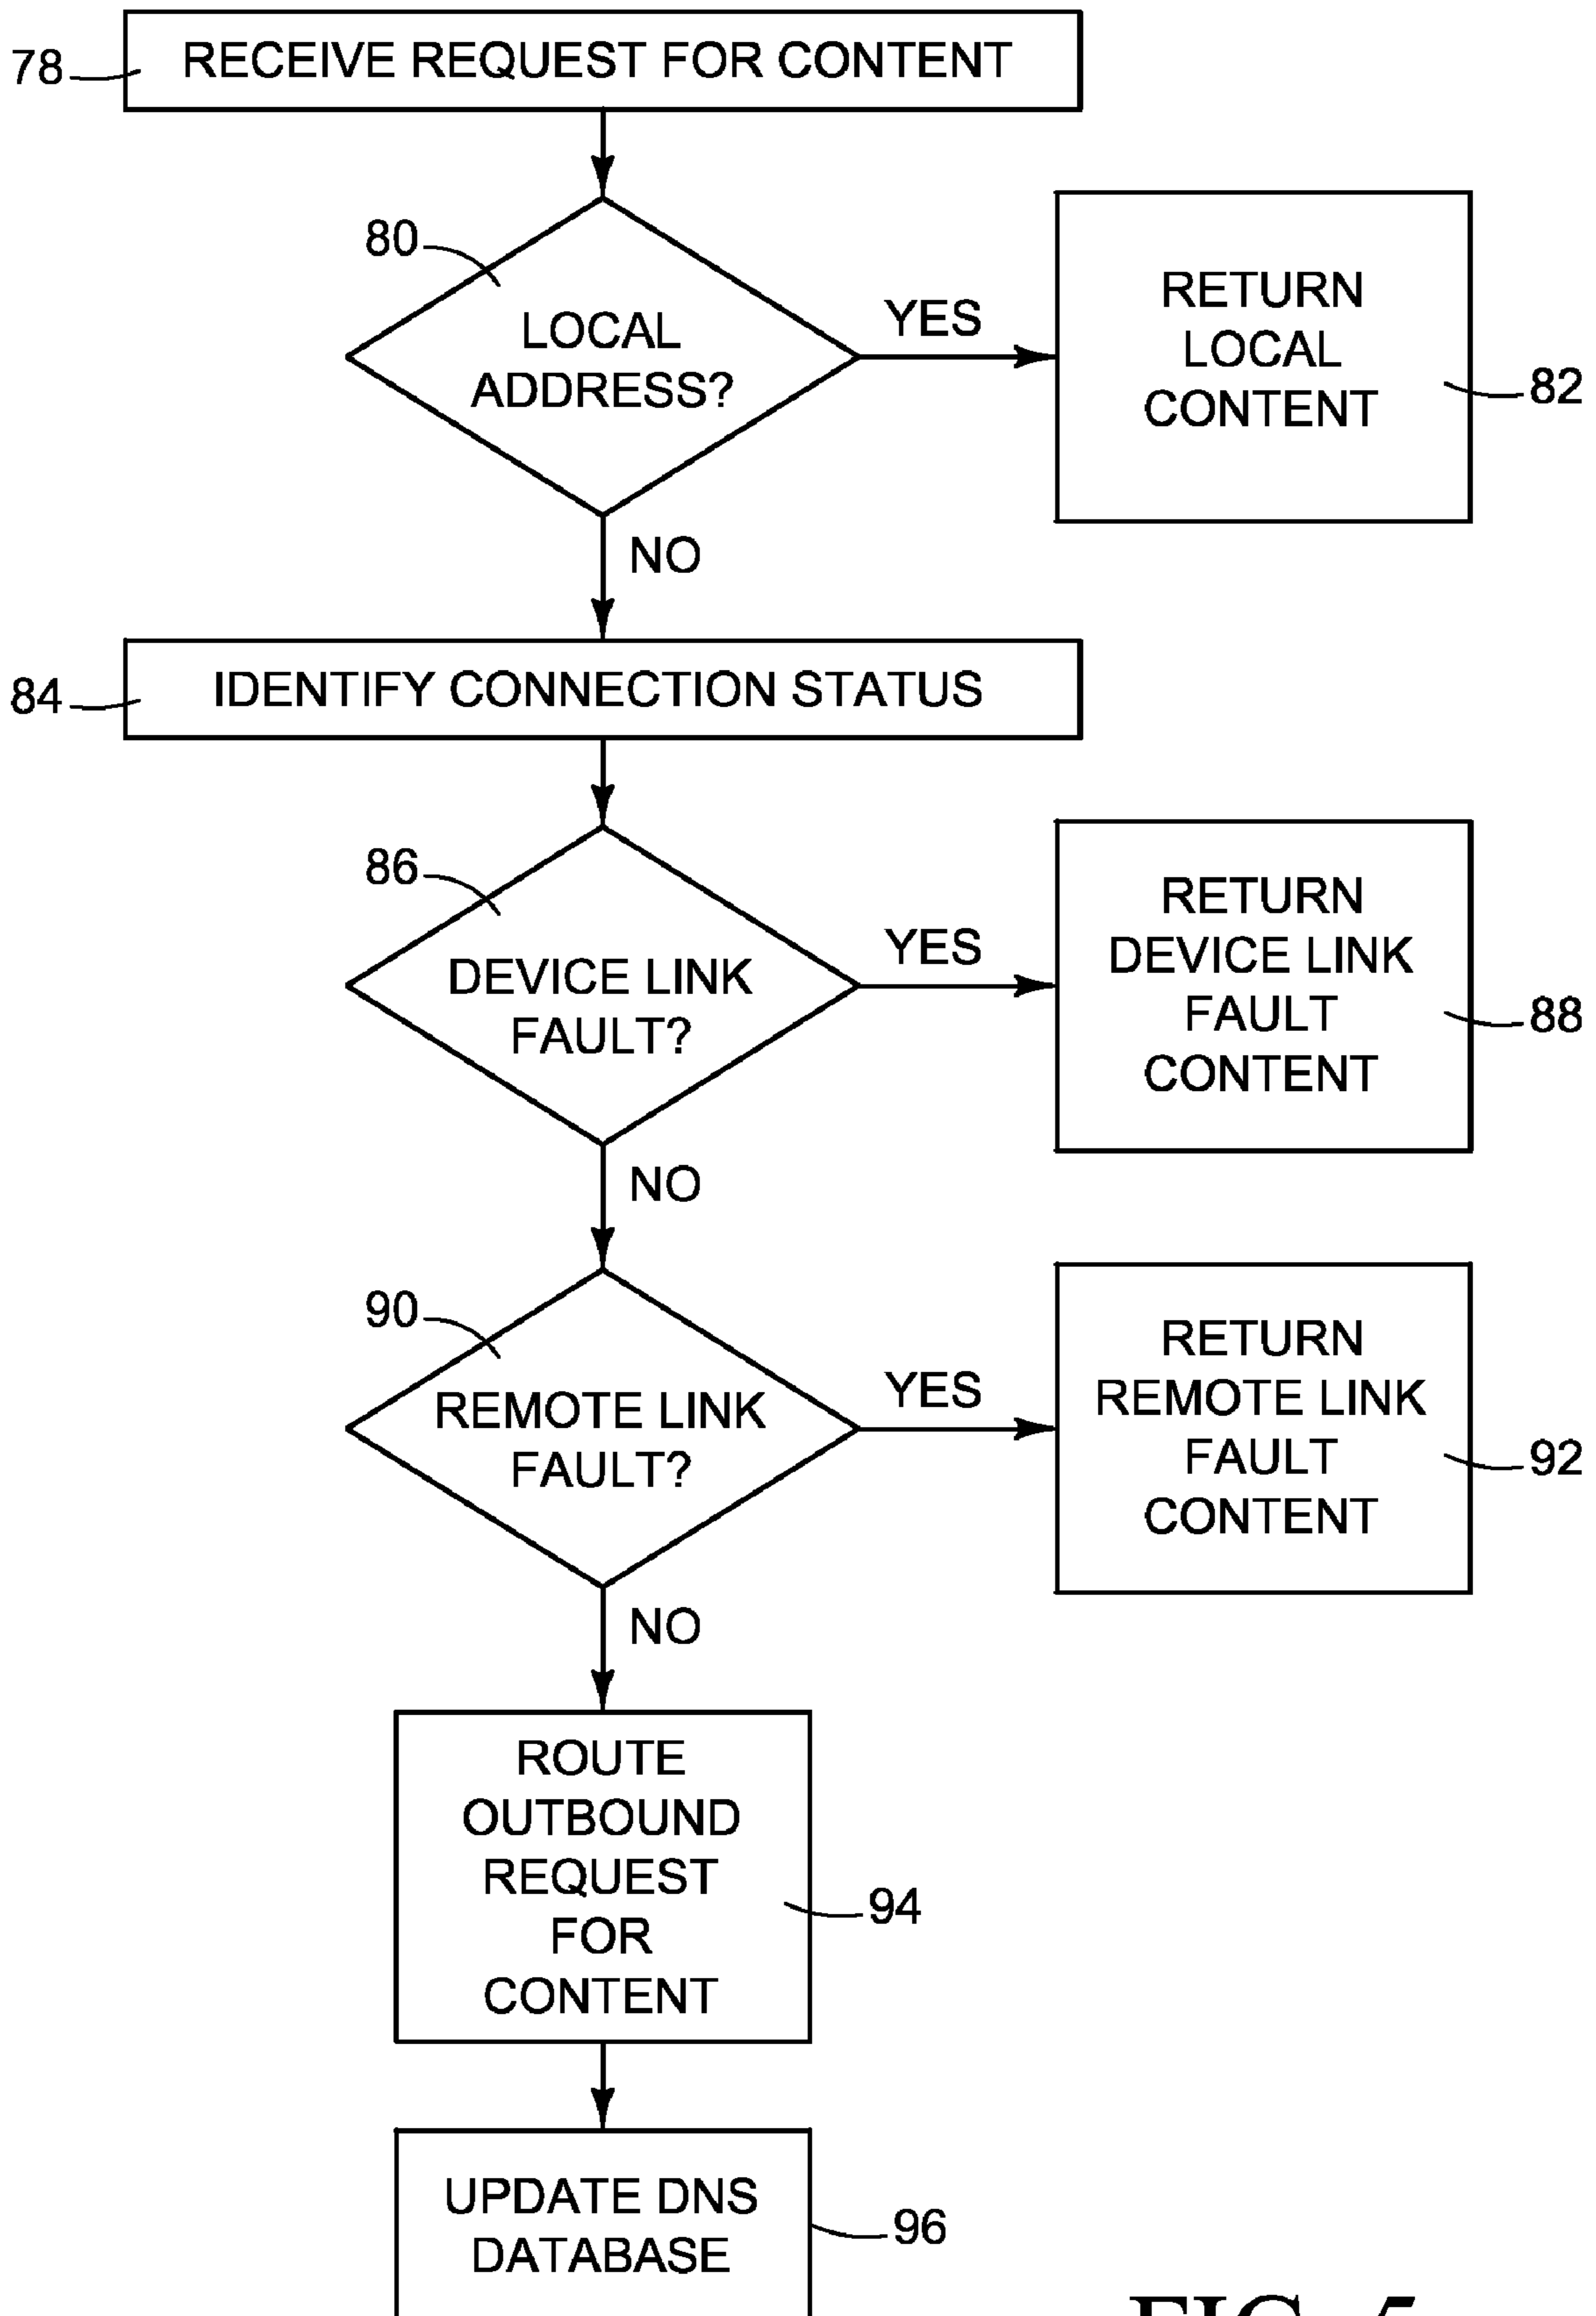 78
RECEIVE REQUEST FOR CONTENT
80
LOCAL
ADDRESS?
YES
RETURN
LOCAL
CONTENT
82
NO
84
IDENTIFY CONNECTION STATUS
86
DEVICE LINK
FAULT?
YES
RETURN
DEVICE LINK
FAULT
CONTENT
88
NO
90
REMOTE LINK
FAULT?
YES
RETURN
REMOTE LINK
FAULT
CONTENT
92
NO
ROUTE
OUTBOUND
REQUEST
FOR
CONTENT
94
UPDATE DNS
DATABASE
96
FIG. 5